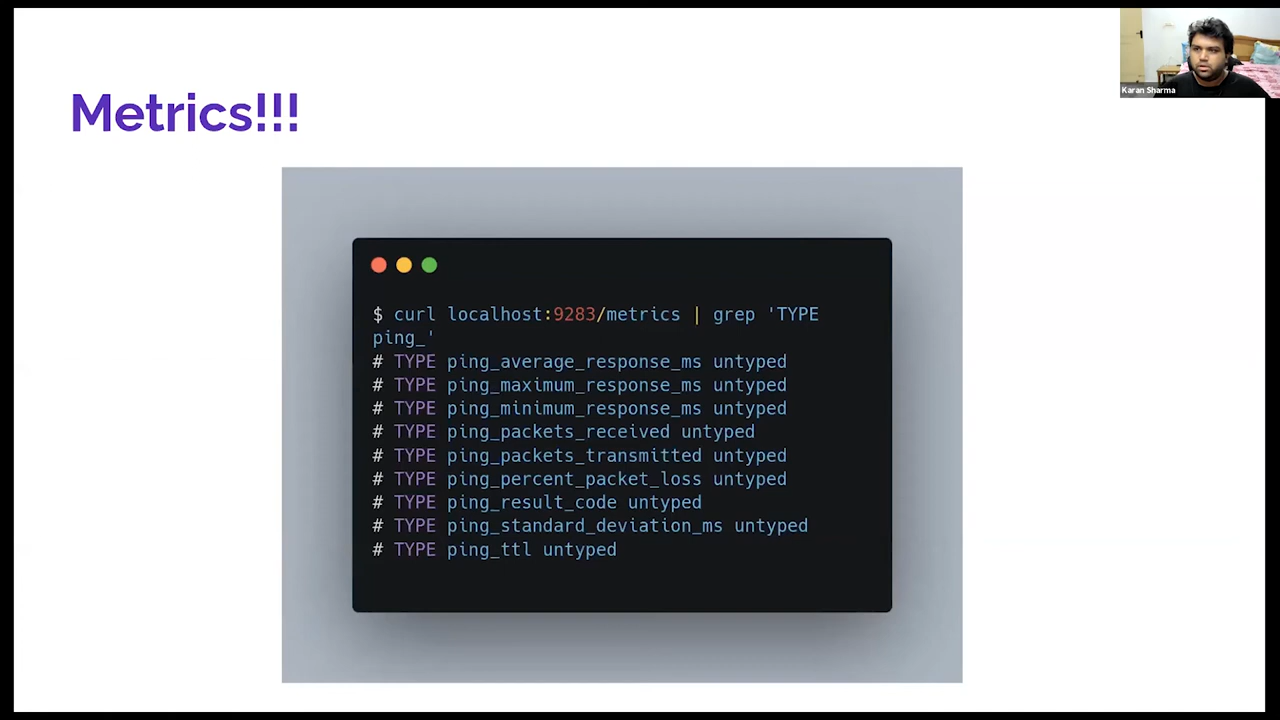 Metrics!!!
Karan Sharma
$ curl localhost:9283/metrics | grep 'TYPE
ping_'
# TYPE ping_average_response_ms untyped
# TYPE ping_maximum_response_ms untyped
# TYPE ping_minimum_response_ms untyped
# TYPE ping_packets_received untyped
# TYPE ping_packets_transmitted untyped
# TYPE ping_percent_packet_loss untyped
# TYPE ping_result_code untyped
# TYPE ping_standard_deviation_ms untyped
# TYPE ping_ttl untyped